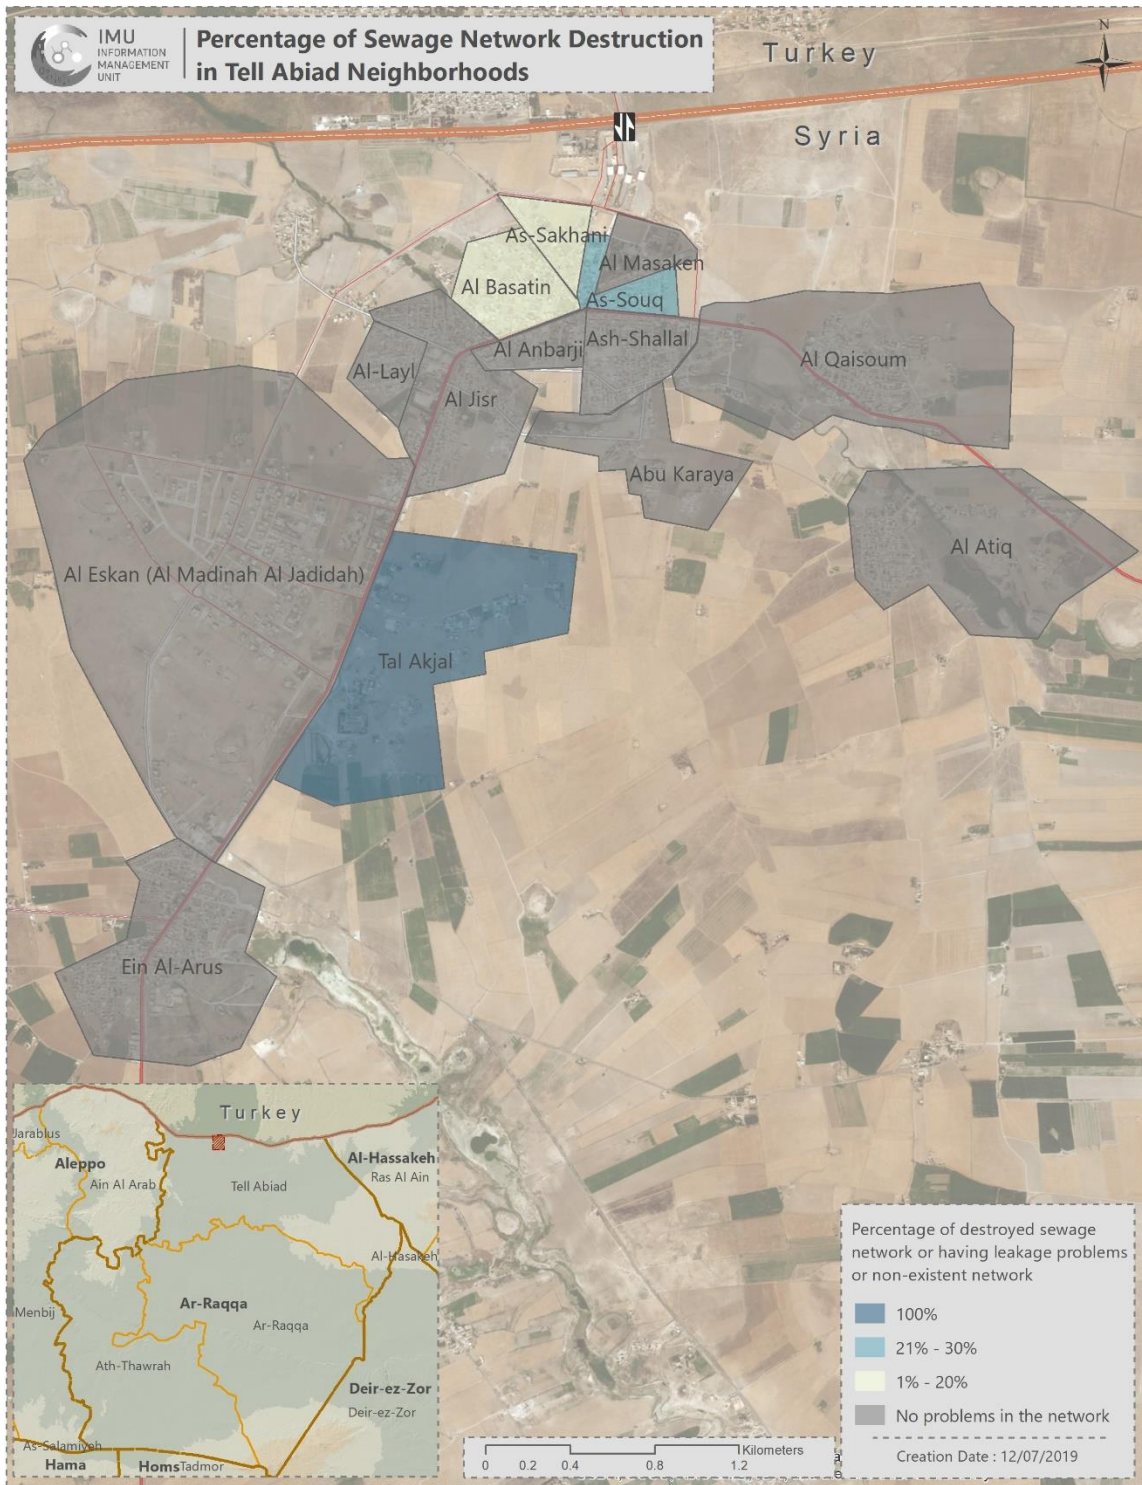 IMU
INFORMATION
MANAGEMENT
UNIT
Percentage of Sewage Network Destruction
in Tell Abiad Neighborhoods
Turkey
N
Syria
As-Sakhani
Al Masaken
Al Basatin
As-Souq
Ash-Shallal
Al Anbarji
Al Qaisoum
Al-Layl
Al Jisr
Abu Karaya
Al Atiq
Al Eskan (Al Madinah Al Jadidah)
Tal Akjal
Ein Al-Arus
Turkey
Jarablus
Aleppo
Ain Al Arab
Tell Abiad
Al-Hassakeh
Ras Al Ain
Al-Hasakeh
Menbij
Ar-Raqqa
Ar-Raqqa
Ath-Thawrah
Deir-ez-Zor
Deir-ez-Zor
As-Salamiyeh
Hama
Homs
Tadmor
Percentage of destroyed sewage
network or having leakage problems
or non-existent network
100%
21% - 30%
1% - 20%
No problems in the network
Creation Date : 12/07/2019
Kilometers
0 0.2 0.4 0.8 1.2